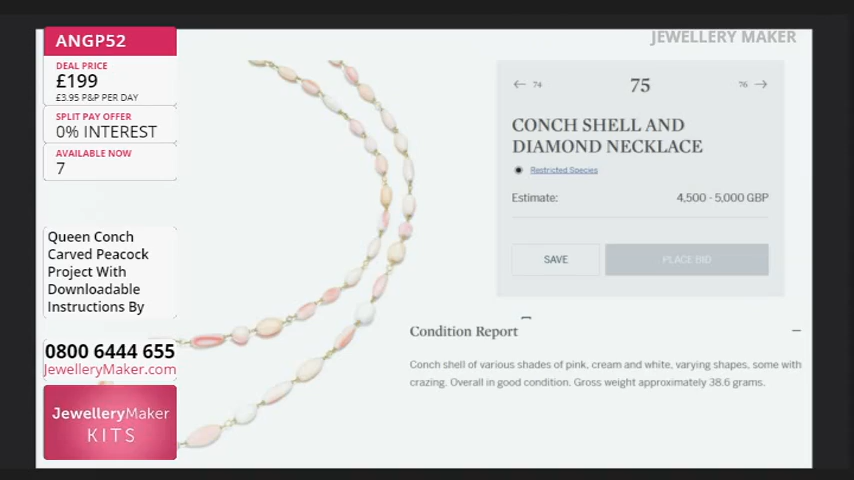 ANGP52
DEAL PRICE
£199
£3.95 P&P PER DAY
SPLIT PAY OFFER
0% INTEREST
AVAILABLE NOW
7
Queen Conch
Carved Peacock
Project With
Downloadable
Instructions By
0800 6444 655
JewelleryMaker.com
JewelleryMaker
KITS
JEWELLERY MAKER
← 74
75
76 →
CONCH SHELL AND
DIAMOND NECKLACE
Restricted Species
Estimate:
4,500 - 5,000 GBP
SAVE
PLACE BID
Condition Report
Conch shell of various shades of pink, cream and white, varying shapes, some with
crazing. Overall in good condition. Gross weight approximately 38.6 grams.